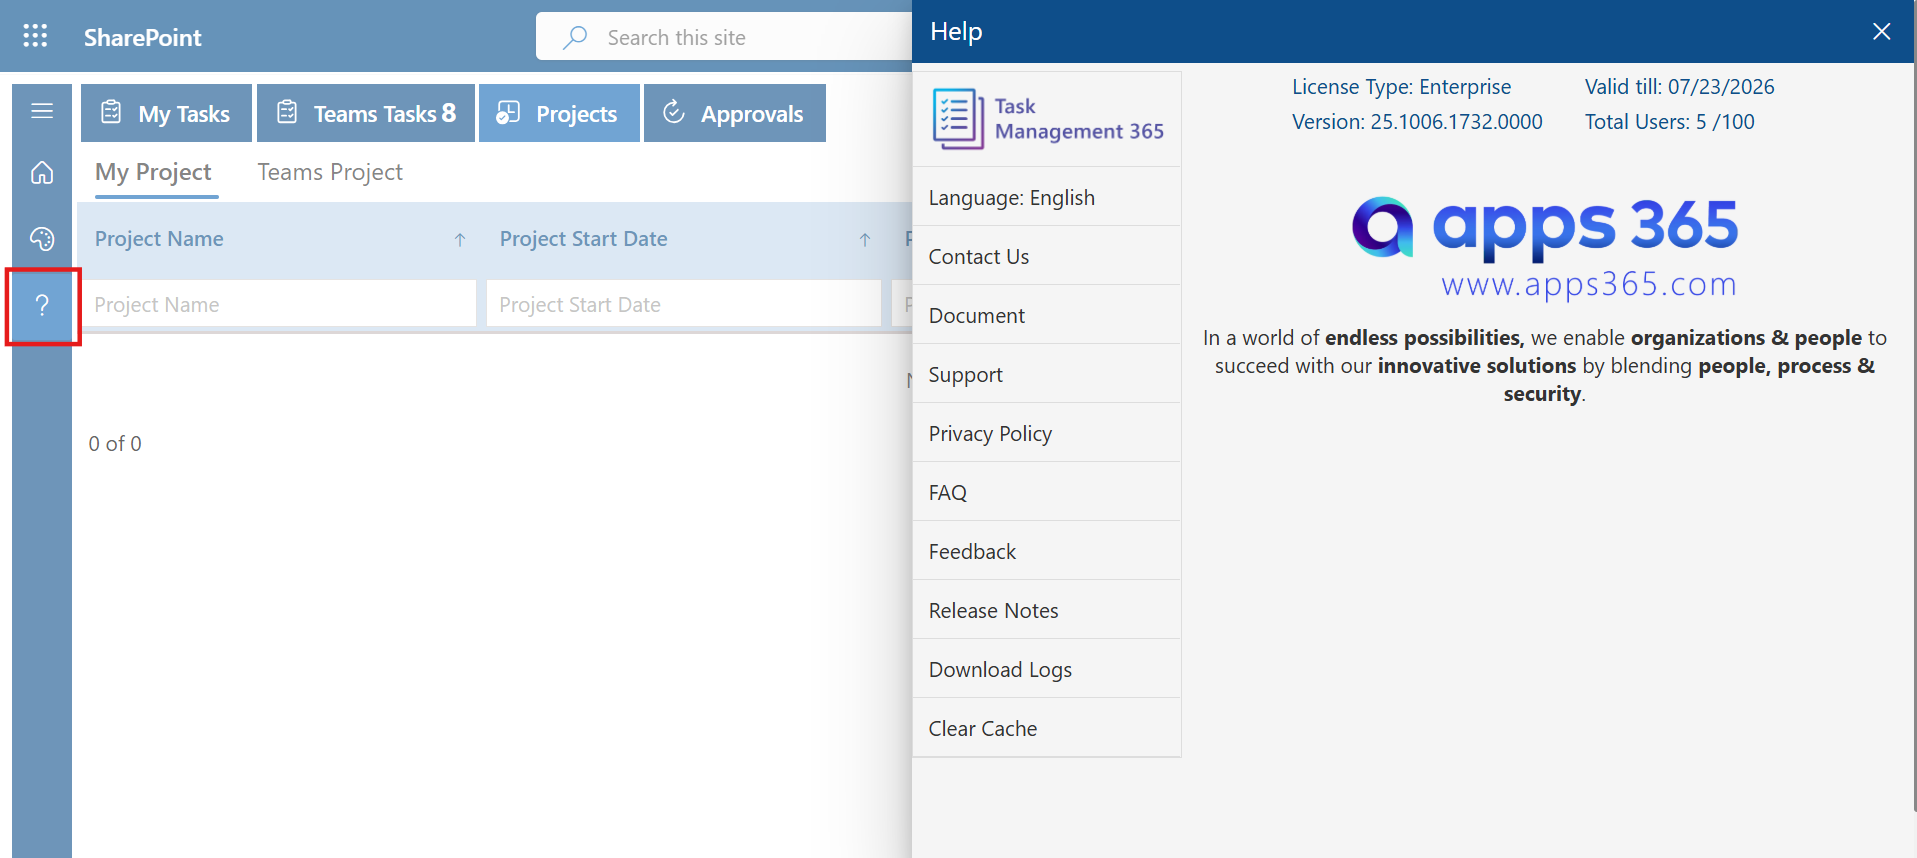 SharePoint
Search this site
Help
My Tasks
Teams Tasks 8
Projects
Approvals
My Project
Teams Project
Project Name
Project Start Date
Project Name
Project Start Date
?
0 of 0
Task
Management 365
Language: English
Contact Us
Document
Support
Privacy Policy
FAQ
Feedback
Release Notes
Download Logs
Clear Cache
License Type: Enterprise
Valid till: 07/23/2026
Version: 25.1006.1732.0000
Total Users: 5 /100
apps 365
www.apps365.com
In a world of endless possibilities, we enable organizations & people to
succeed with our innovative solutions by blending people, process &
security.